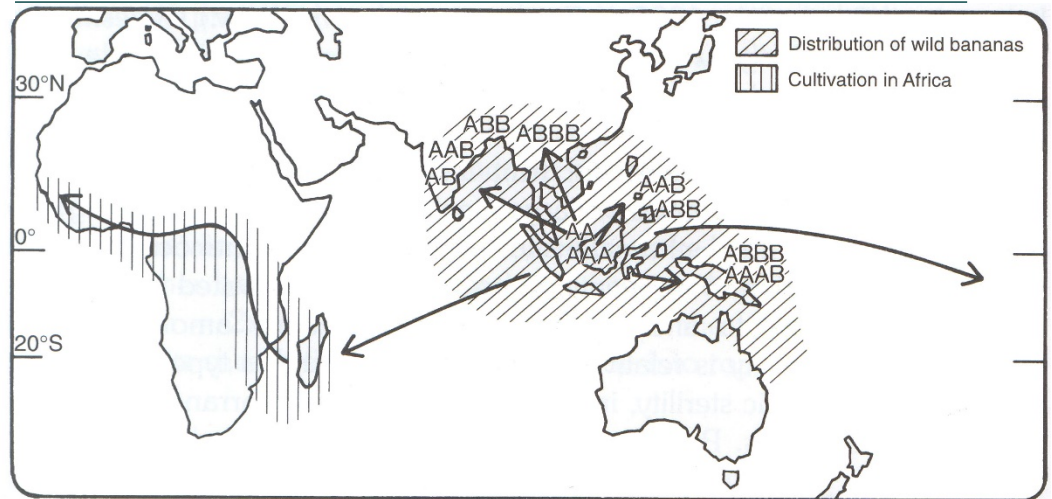 Distribution of wild bananas
Cultivation in Africa
30°N
ABB
ABBB
AAB
AB
AAB
ABB
AA
AAA
0°
ABBB
AAAB
20°S